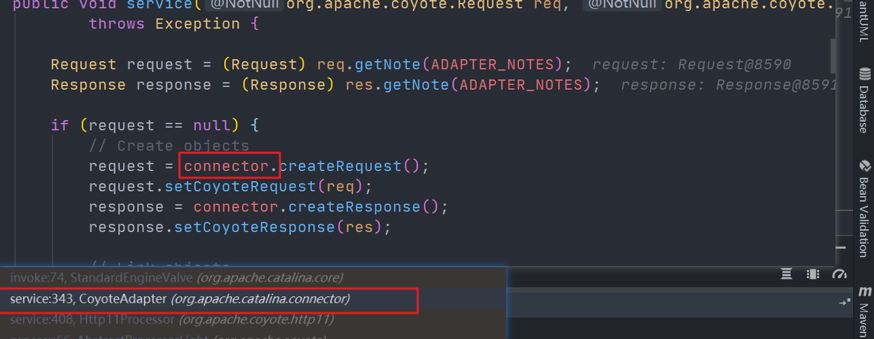 public void service(@NotNull org.apache.coyote.Request req, @NotNull org.apache.coyote.
throws Exception {
Request request = (Request) req.getNote(ADAPTER_NOTES); request: Request@8590
Response response = (Response) res.getNote(ADAPTER_NOTES); response: Response@8591
if (request == null) {
// Create objects
request = connector.createRequest();
request.setCoyoteRequest(req);
response = connector.createResponse();
response.setCoyoteResponse(res);
// Link objects
invoke:74, StandardEngineValve (org.apache.catalina.core)
service:343, CoyoteAdapter (org.apache.catalina.connector)
service:408, Http11Processor (org.apache.coyote.http11)
antUML
Database
Bean Validation
Maven